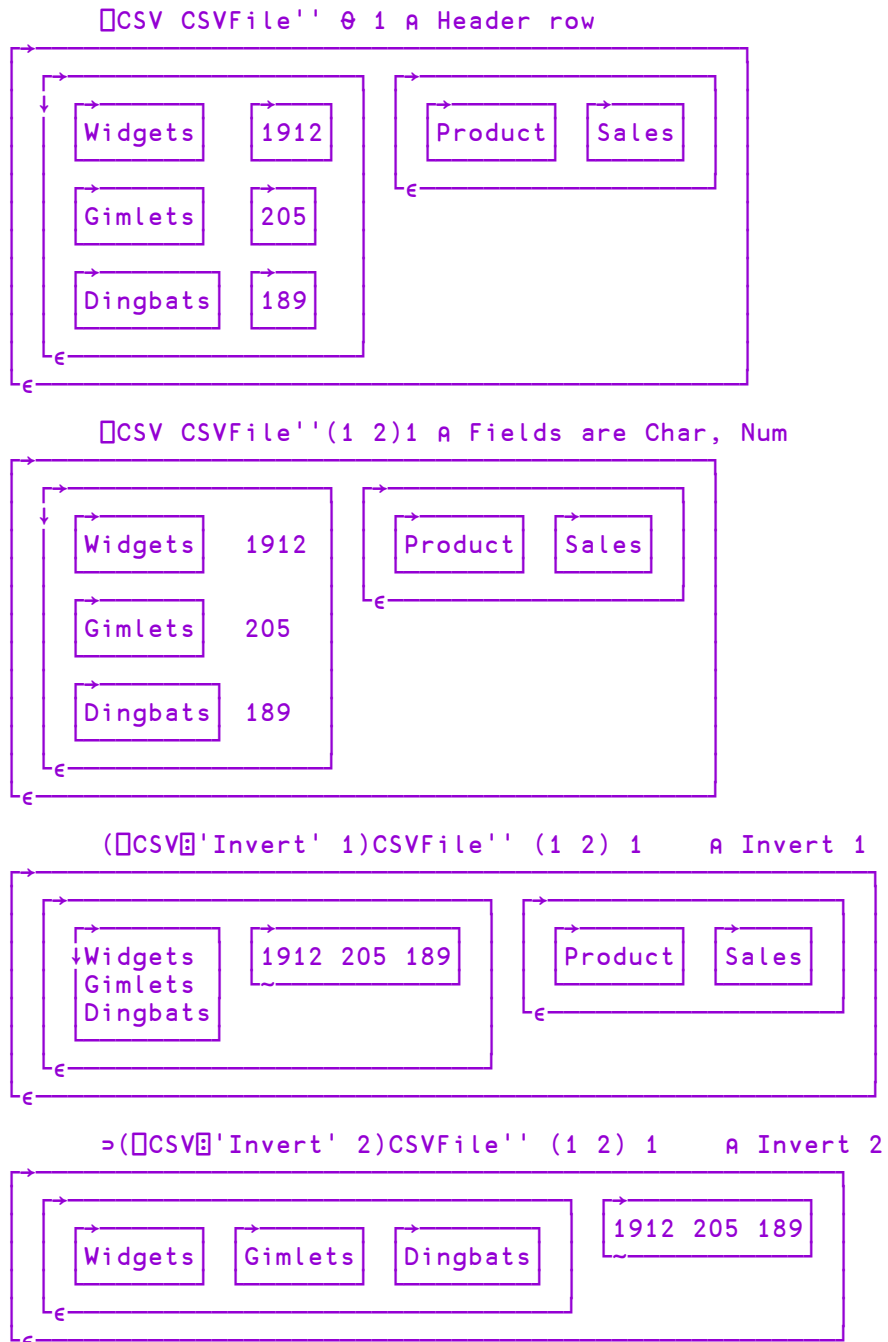 ⎕CSV CSVFile'' ⍬ 1 ⍝ Header row
Widgets 1912 Product Sales
Gimlets 205
Dingbats 189
⎕CSV CSVFile''(1 2)1 ⍝ Fields are Char, Num
Widgets 1912 Product Sales
Gimlets 205
Dingbats 189
(⎕CSV⍠'Invert' 1)CSVFile'' (1 2) 1 ⍝ Invert 1
Widgets 1912 205 189 Product Sales
Gimlets
Dingbats
⊃(⎕CSV⍠'Invert' 2)CSVFile'' (1 2) 1 ⍝ Invert 2
1912 205 189
Widgets Gimlets Dingbats